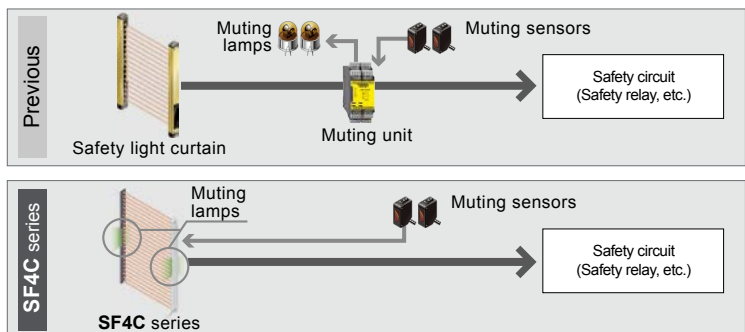 Previous
Muting
lamps
Muting sensors
Safety light curtain
Muting unit
Safety circuit
(Safety relay, etc.)
SF4C series
Muting
lamps
Muting sensors
SF4C series
Safety circuit
(Safety relay, etc.)